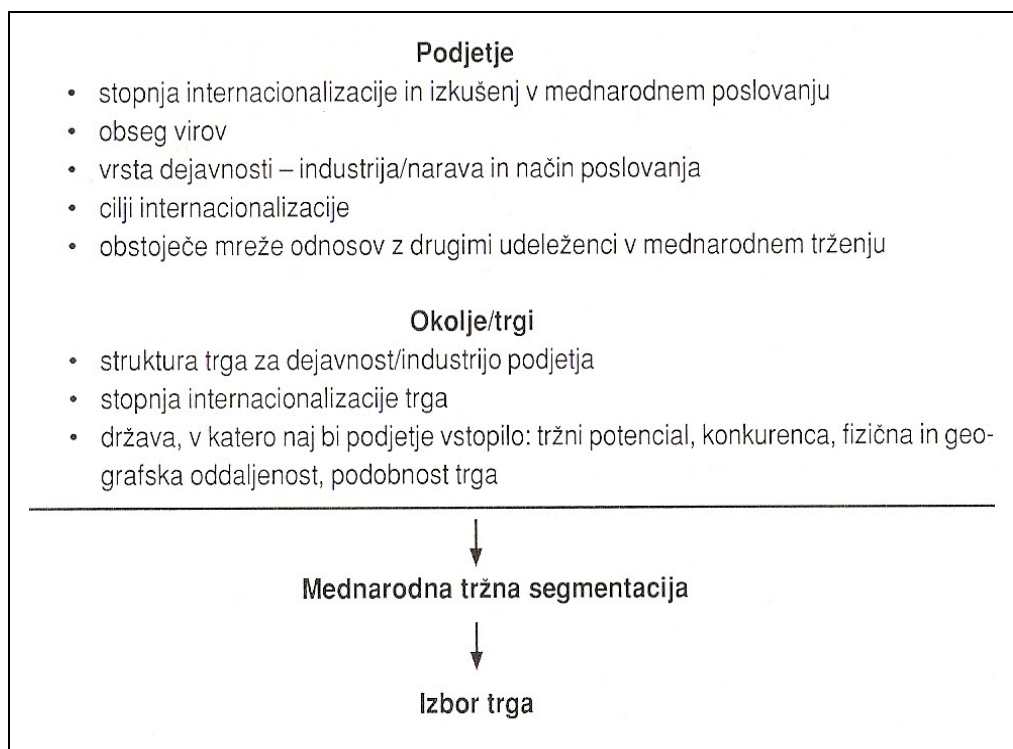 Podjetje
• stopnja internacionalizacije in izkušenj v mednarodnem poslovanju
• obseg virov
• vrsta dejavnosti – industrija/narava in način poslovanja
• cilji internacionalizacije
• obstoječe mreže odnosov z drugimi udeleženci v mednarodnem trženju
Okolje/trgi
• struktura trga za dejavnost/industrijo podjetja
• stopnja internacionalizacije trga
• država, v katero naj bi podjetje vstopilo: tržni potencial, konkurenca, fizična in geo-
grafska oddaljenost, podobnost trga
Mednarodna tržna segmentacija
Izbor trga